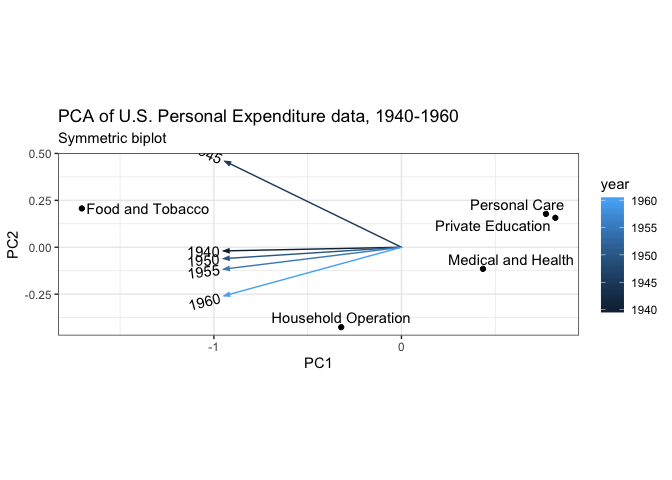 PCA of U.S. Personal Expenditure data, 1940-1960
Symmetric biplot
0.50
0.25
0.00
-0.25
PC2
Food and Tobacco
1940
1950
1955
1960
Personal Care
Private Education
Medical and Health
Household Operation
-1
0
PC1
year
1960
1955
1950
1945
1940